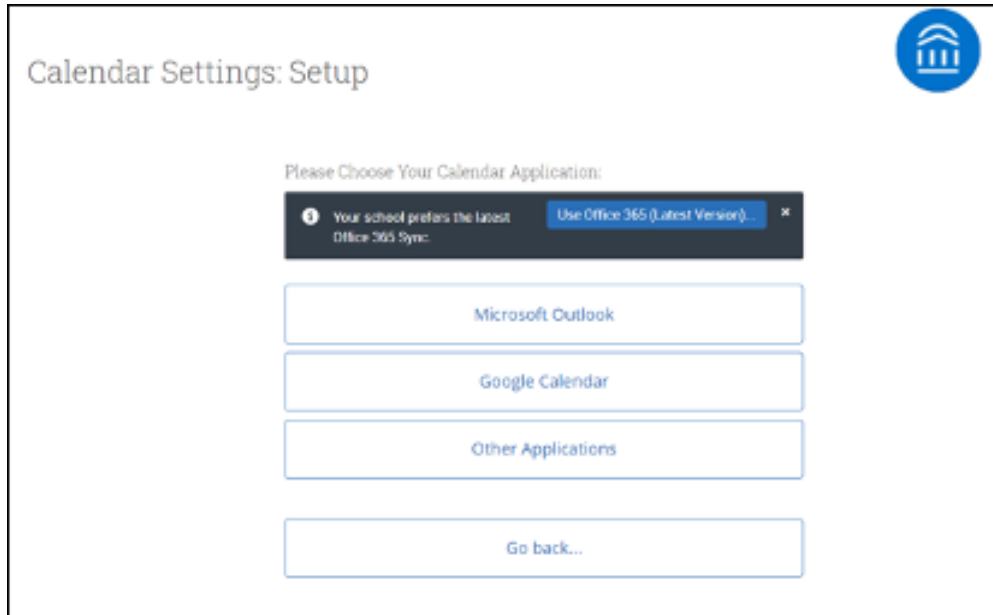 Calendar Settings: Setup
Please Choose Your Calendar Application:
Your school prefers the latest
Office 365 Sync.
Use Office 365 (Latest Version)...
×
Microsoft Outlook
Google Calendar
Other Applications
Go back...